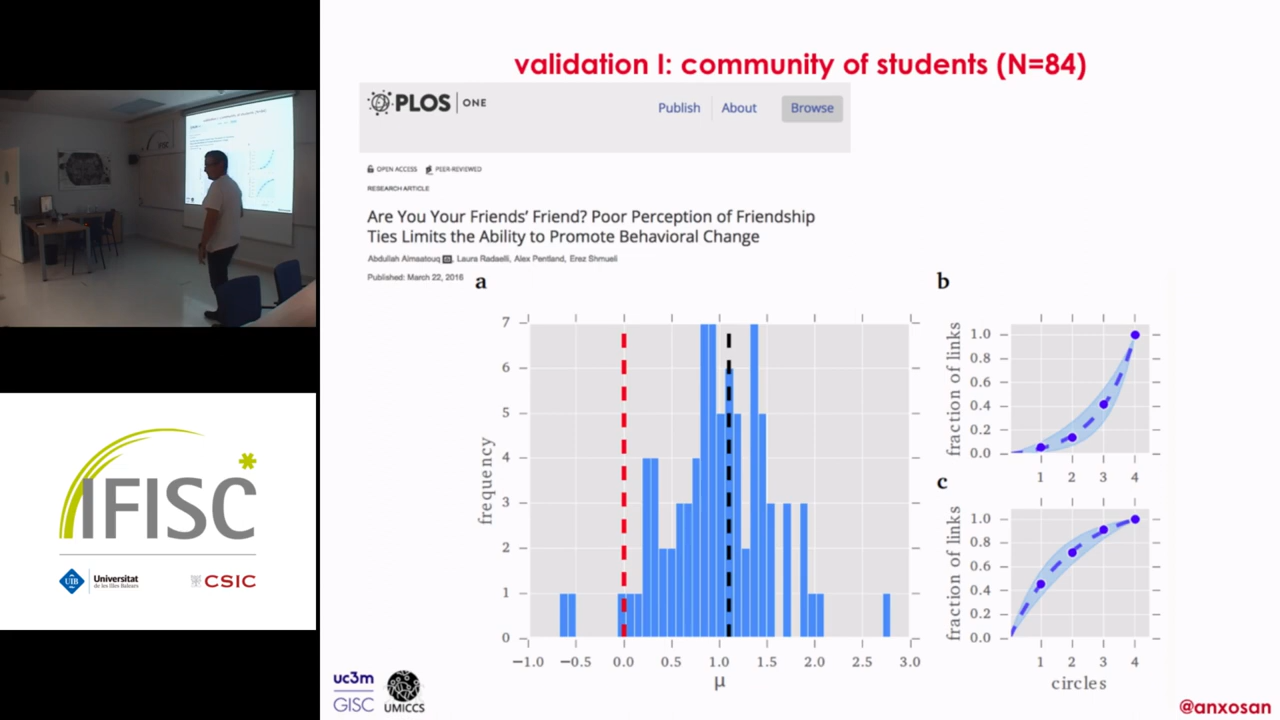 validation I: community of students (N=84)
PLOS ONE
Publish
About
Browse
OPEN ACCESS PEER-REVIEWED
RESEARCH ARTICLE
Are You Your Friends' Friend? Poor Perception of Friendship
Ties Limits the Ability to Promote Behavioral Change
Abdullah Almaatouq, Laura Radaelli, Alex Pentland, Erez Shmueli
Published: March 22, 2016
a
7
6
5
4
3
2
1
0
frequency
−1.0 −0.5 0.0 0.5 1.0 1.5 2.0 2.5 3.0
μ
b
fraction of links
1.0
0.8
0.6
0.4
0.2
0.0
1 2 3 4
c
fraction of links
1.0
0.8
0.6
0.4
0.2
0.0
1 2 3 4
circles
IFISC
UIB
Universitat
de les Illes Balears
CSIC
uc3m
GISC
UMICCS
@anxosan